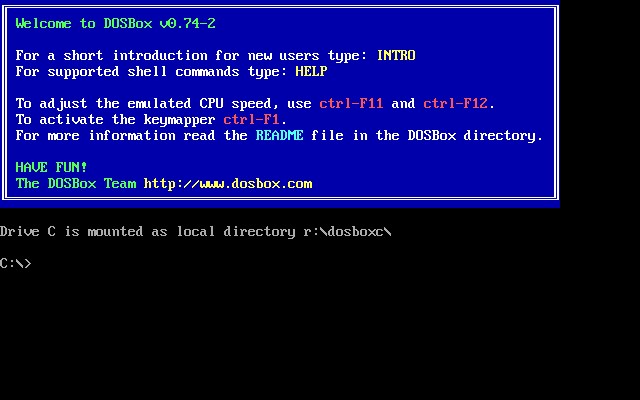 Welcome to DOSBox v0.74-2
For a short introduction for new users type: INTRO
For supported shell commands type: HELP
To adjust the emulated CPU speed, use ctrl-F11 and ctrl-F12.
To activate the keymapper ctrl-F1.
For more information read the README file in the DOSBox directory.
HAVE FUN!
The DOSBox Team http://www.dosbox.com
Drive C is mounted as local directory r:\dosboxc\
C:\>